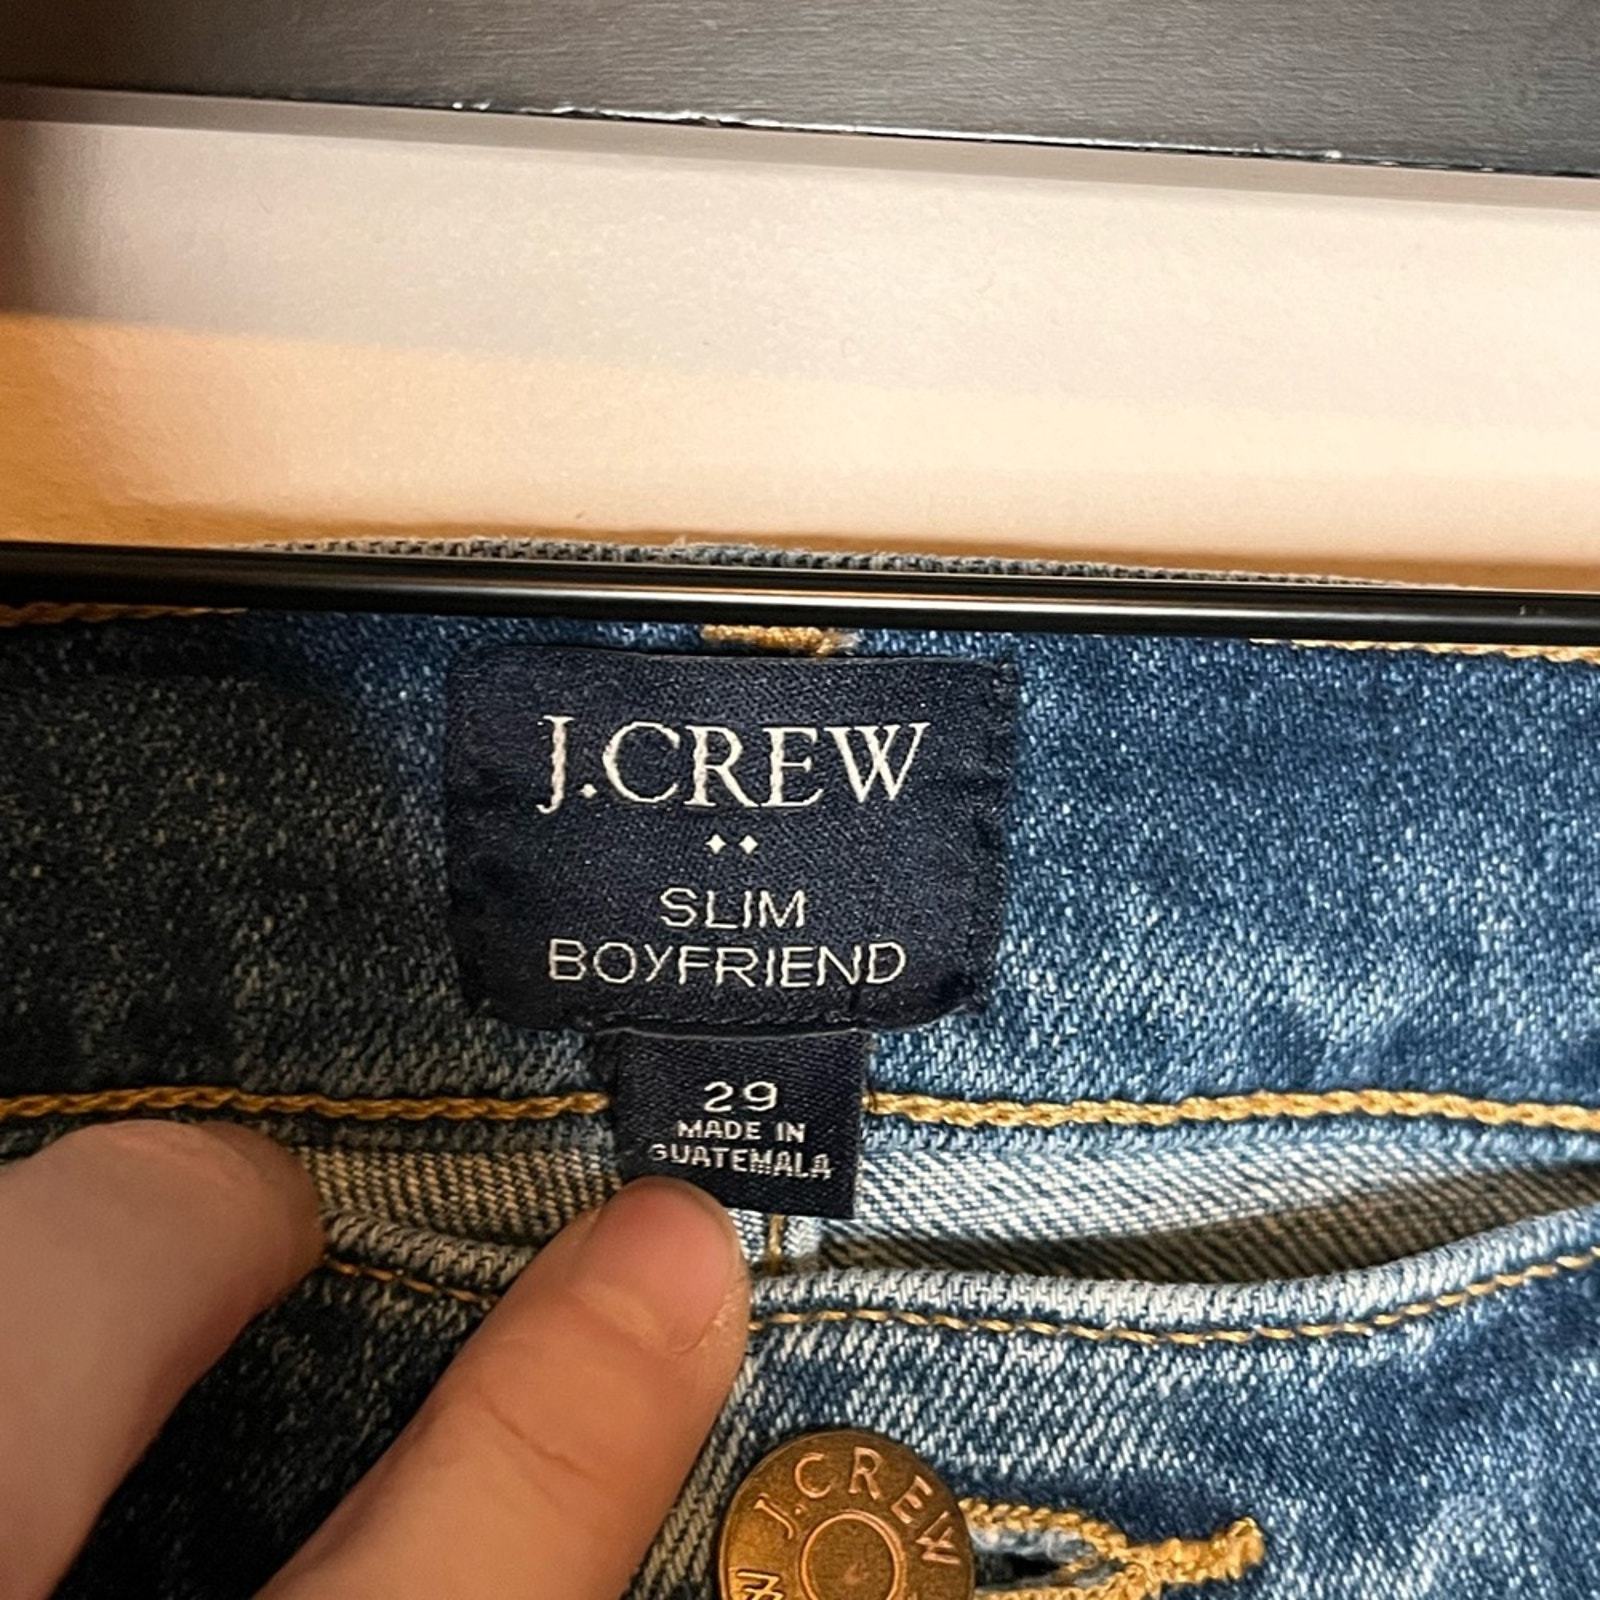 J.CREW
SLIM
BOYFRIEND
29
MADE IN
GUATEMALA
J.CREW